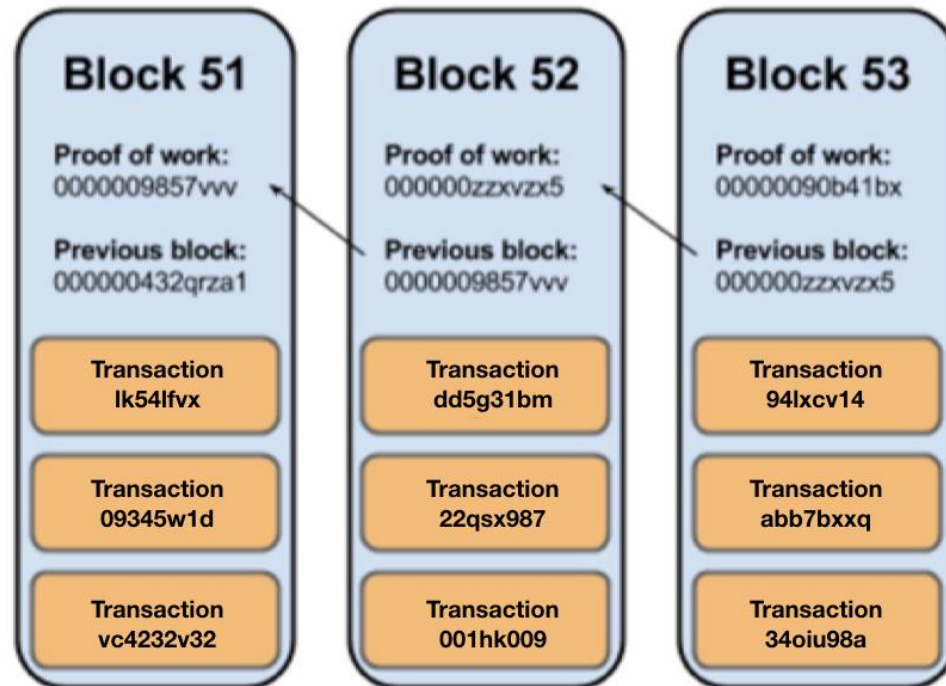 Block 51
Proof of work:
0000009857vvv
Previous block:
000000432qrza1
Transaction
lk54lfvx
Transaction
09345w1d
Transaction
vc4232v32
Block 52
Proof of work:
000000zzxvzx5
Previous block:
0000009857vvv
Transaction
dd5g31bm
Transaction
22qsx987
Transaction
001hk009
Block 53
Proof of work:
00000090b41bx
Previous block:
000000zzxvzx5
Transaction
94lxcv14
Transaction
abb7bxxq
Transaction
34oiu98a